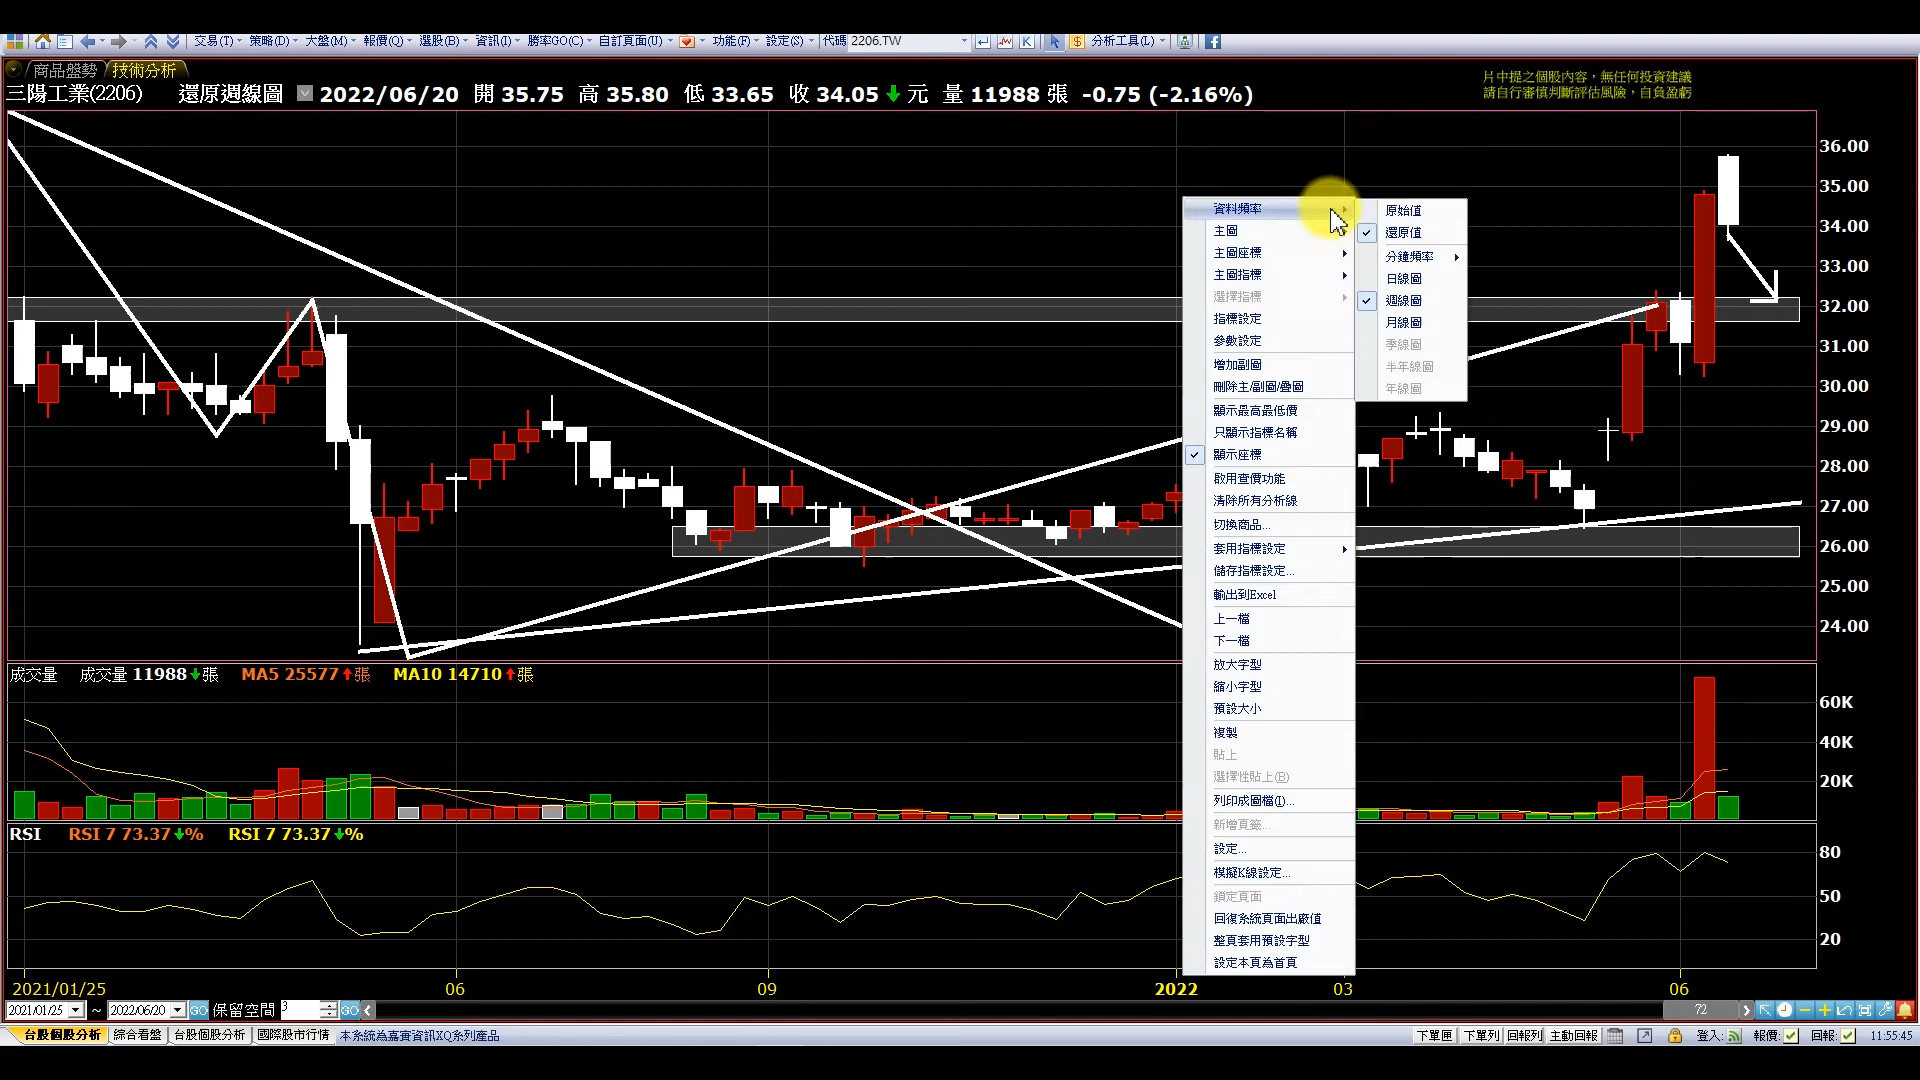 交易(T) 策略(D) 大盤(M) 報價(Q) 選股(B) 資訊(I) 勝率GO(C) 自訂頁面(U) 功能(F) 設定(S) 代碼 2206.TW K $ 分析工具(L)
商品盤勢 技術分析
片中提之個股內容，無任何投資建議
請自行審慎判斷評估風險，自負盈虧
三陽工業(2206) 還原週線圖 2022/06/20 開 35.75 高 35.80 低 33.65 收 34.05 元 量 11988 張 -0.75 (-2.16%)
36.00
35.00
34.00
33.00
32.00
31.00
30.00
29.00
28.00
27.00
26.00
25.00
24.00
資料頻率
主圖
主圖座標
主圖指標
選擇指標
指標設定
參數設定
增加副圖
刪除主/副圖/疊圖
顯示最高最低價
只顯示指標名稱
顯示座標
啟用查價功能
清除所有分析線
切換商品...
套用指標設定
儲存指標設定...
輸出到Excel
上一檔
下一檔
放大字型
縮小字型
預設大小
複製
貼上
選擇性貼上(B)
列印成圖檔(I)...
新增頁籤...
設定...
模擬K線設定...
鎖定頁面
回復系統頁面出廠值
整頁套用預設字型
設定本頁為首頁
原始值
還原值
分鐘頻率
日線圖
週線圖
月線圖
季線圖
半年線圖
年線圖
成交量 成交量 11988 張 MA5 25577 張 MA10 14710 張
60K
40K
20K
RSI RSI 7 73.37 % RSI 7 73.37 %
80
50
20
2021/01/25 06 09 2022 03 06
2021/01/25 ~ 2022/06/20 GO 保留空間 3 GO 72
台股個股分析 綜合看盤 台股個股分析 國際股市行情 本系統為嘉實資訊XQ系列產品 下單匣 下單列 回報列 主動回報 登入: 報價: 回報: 11:55:45